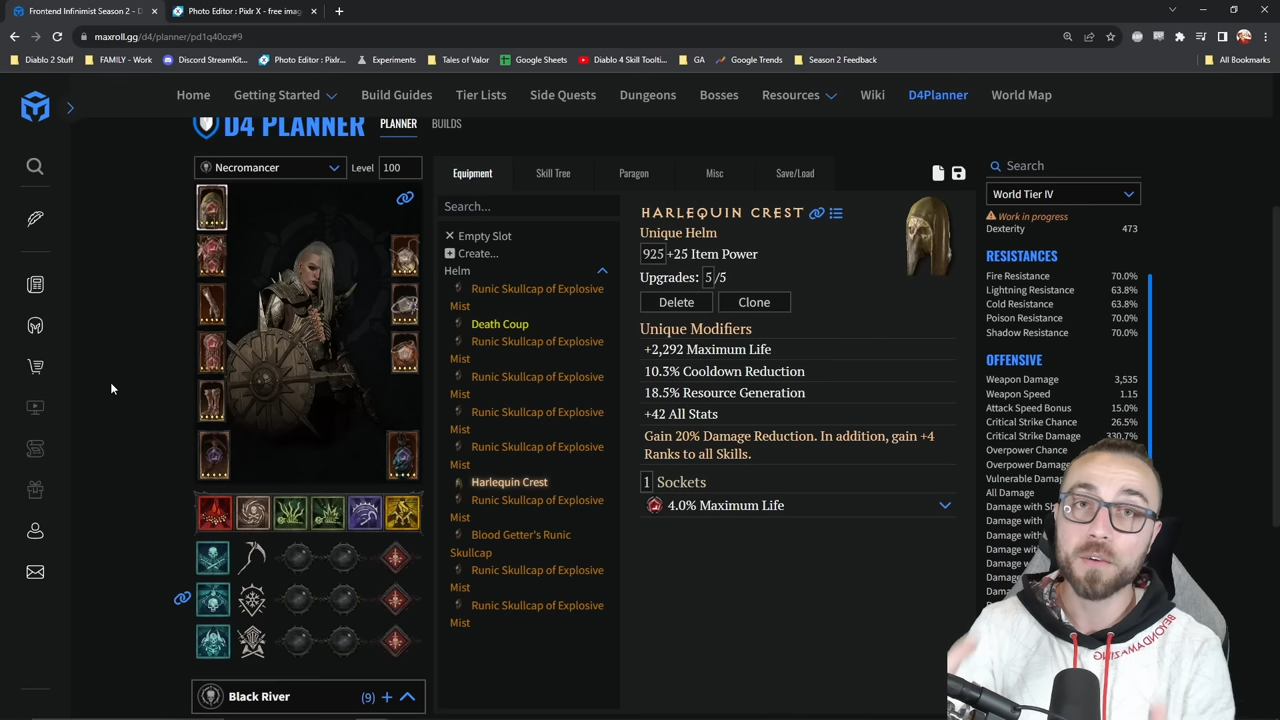 Frontend Infinimist Season 2 - D
Photo Editor : Pixlr X - free imag
maxroll.gg/d4/planner/pd1q40oz#9
Diablo 2 Stuff
FAMILY - Work
Discord StreamKit...
Photo Editor : Pixlr...
Experiments
Tales of Valor
Google Sheets
Diablo 4 Skill Toolti...
GA
Google Trends
Season 2 Feedback
All Bookmarks
Home
Getting Started
Build Guides
Tier Lists
Side Quests
Dungeons
Bosses
Resources
Wiki
D4Planner
World Map
D4 PLANNER
PLANNER
BUILDS
Necromancer
Level
100
Equipment
Skill Tree
Paragon
Misc
Save/Load
Search...
Empty Slot
Create...
Helm
Runic Skullcap of Explosive
Mist
Death Coup
Runic Skullcap of Explosive
Mist
Runic Skullcap of Explosive
Mist
Runic Skullcap of Explosive
Mist
Runic Skullcap of Explosive
Mist
Harlequin Crest
Runic Skullcap of Explosive
Mist
Blood Getter's Runic
Skullcap
Runic Skullcap of Explosive
Mist
Runic Skullcap of Explosive
Mist
HARLEQUIN CREST
Unique Helm
925 +25 Item Power
Upgrades: 5/5
Delete
Clone
Unique Modifiers
+2,292 Maximum Life
10.3% Cooldown Reduction
18.5% Resource Generation
+42 All Stats
Gain 20% Damage Reduction. In addition, gain +4
Ranks to all Skills.
1 Sockets
4.0% Maximum Life
Search
World Tier IV
Work in progress
Dexterity 473
RESISTANCES
Fire Resistance 70.0%
Lightning Resistance 63.8%
Cold Resistance 63.8%
Poison Resistance 70.0%
Shadow Resistance 70.0%
OFFENSIVE
Weapon Damage 3,535
Weapon Speed 1.15
Attack Speed Bonus 15.0%
Critical Strike Chance 26.5%
Critical Strike Damage 330.7%
Overpower Chance
Overpower Damag
Vulnerable Damag
All Damage
Damage with Sh
Damage with
Damage with
Damage with
Damage with
Damage
Damag
Dama
Black River
(9)
BEYONDAMAZING